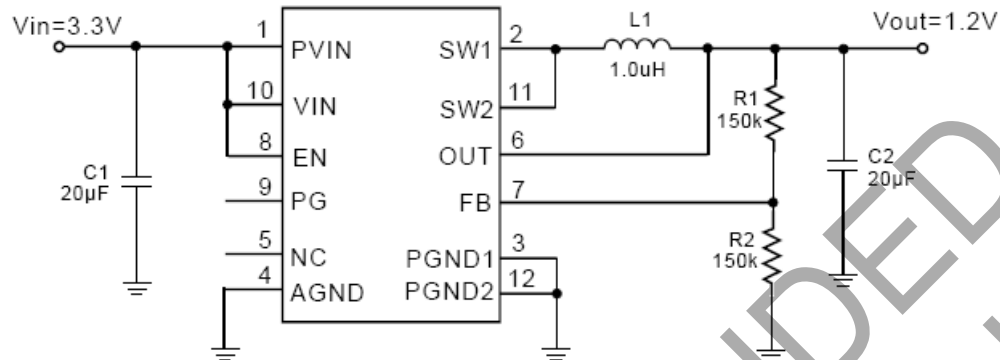 Vin=3.3V
Vout=1.2V
L1
1.0uH
1
PVIN
SW1
2
10
VIN
SW2
11
8
EN
OUT
6
9
PG
FB
7
5
NC
PGND1
3
4
AGND
PGND2
12
C1
20µF
R1
150k
C2
20µF
R2
150k